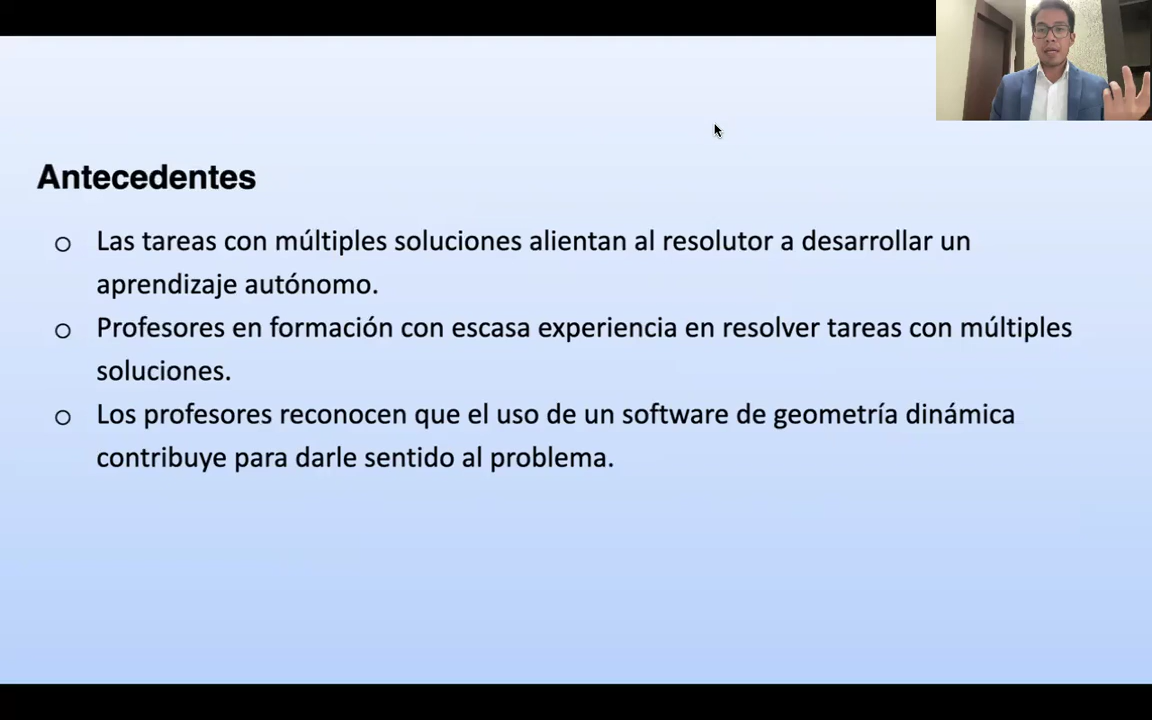 Antecedentes
Las tareas con múltiples soluciones alientan al resolutor a desarrollar un
aprendizaje autónomo.
Profesores en formación con escasa experiencia en resolver tareas con múltiples
soluciones.
Los profesores reconocen que el uso de un software de geometría dinámica
contribuye para darle sentido al problema.